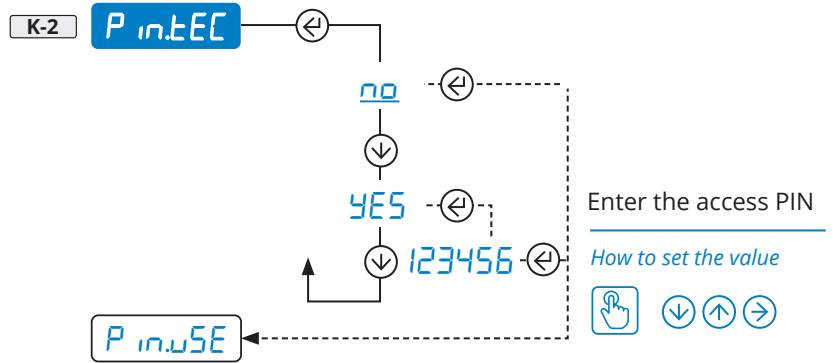 K-2 P in.tEC
no
YES
Enter the access PIN
123456
How to set the value
P in.uSE